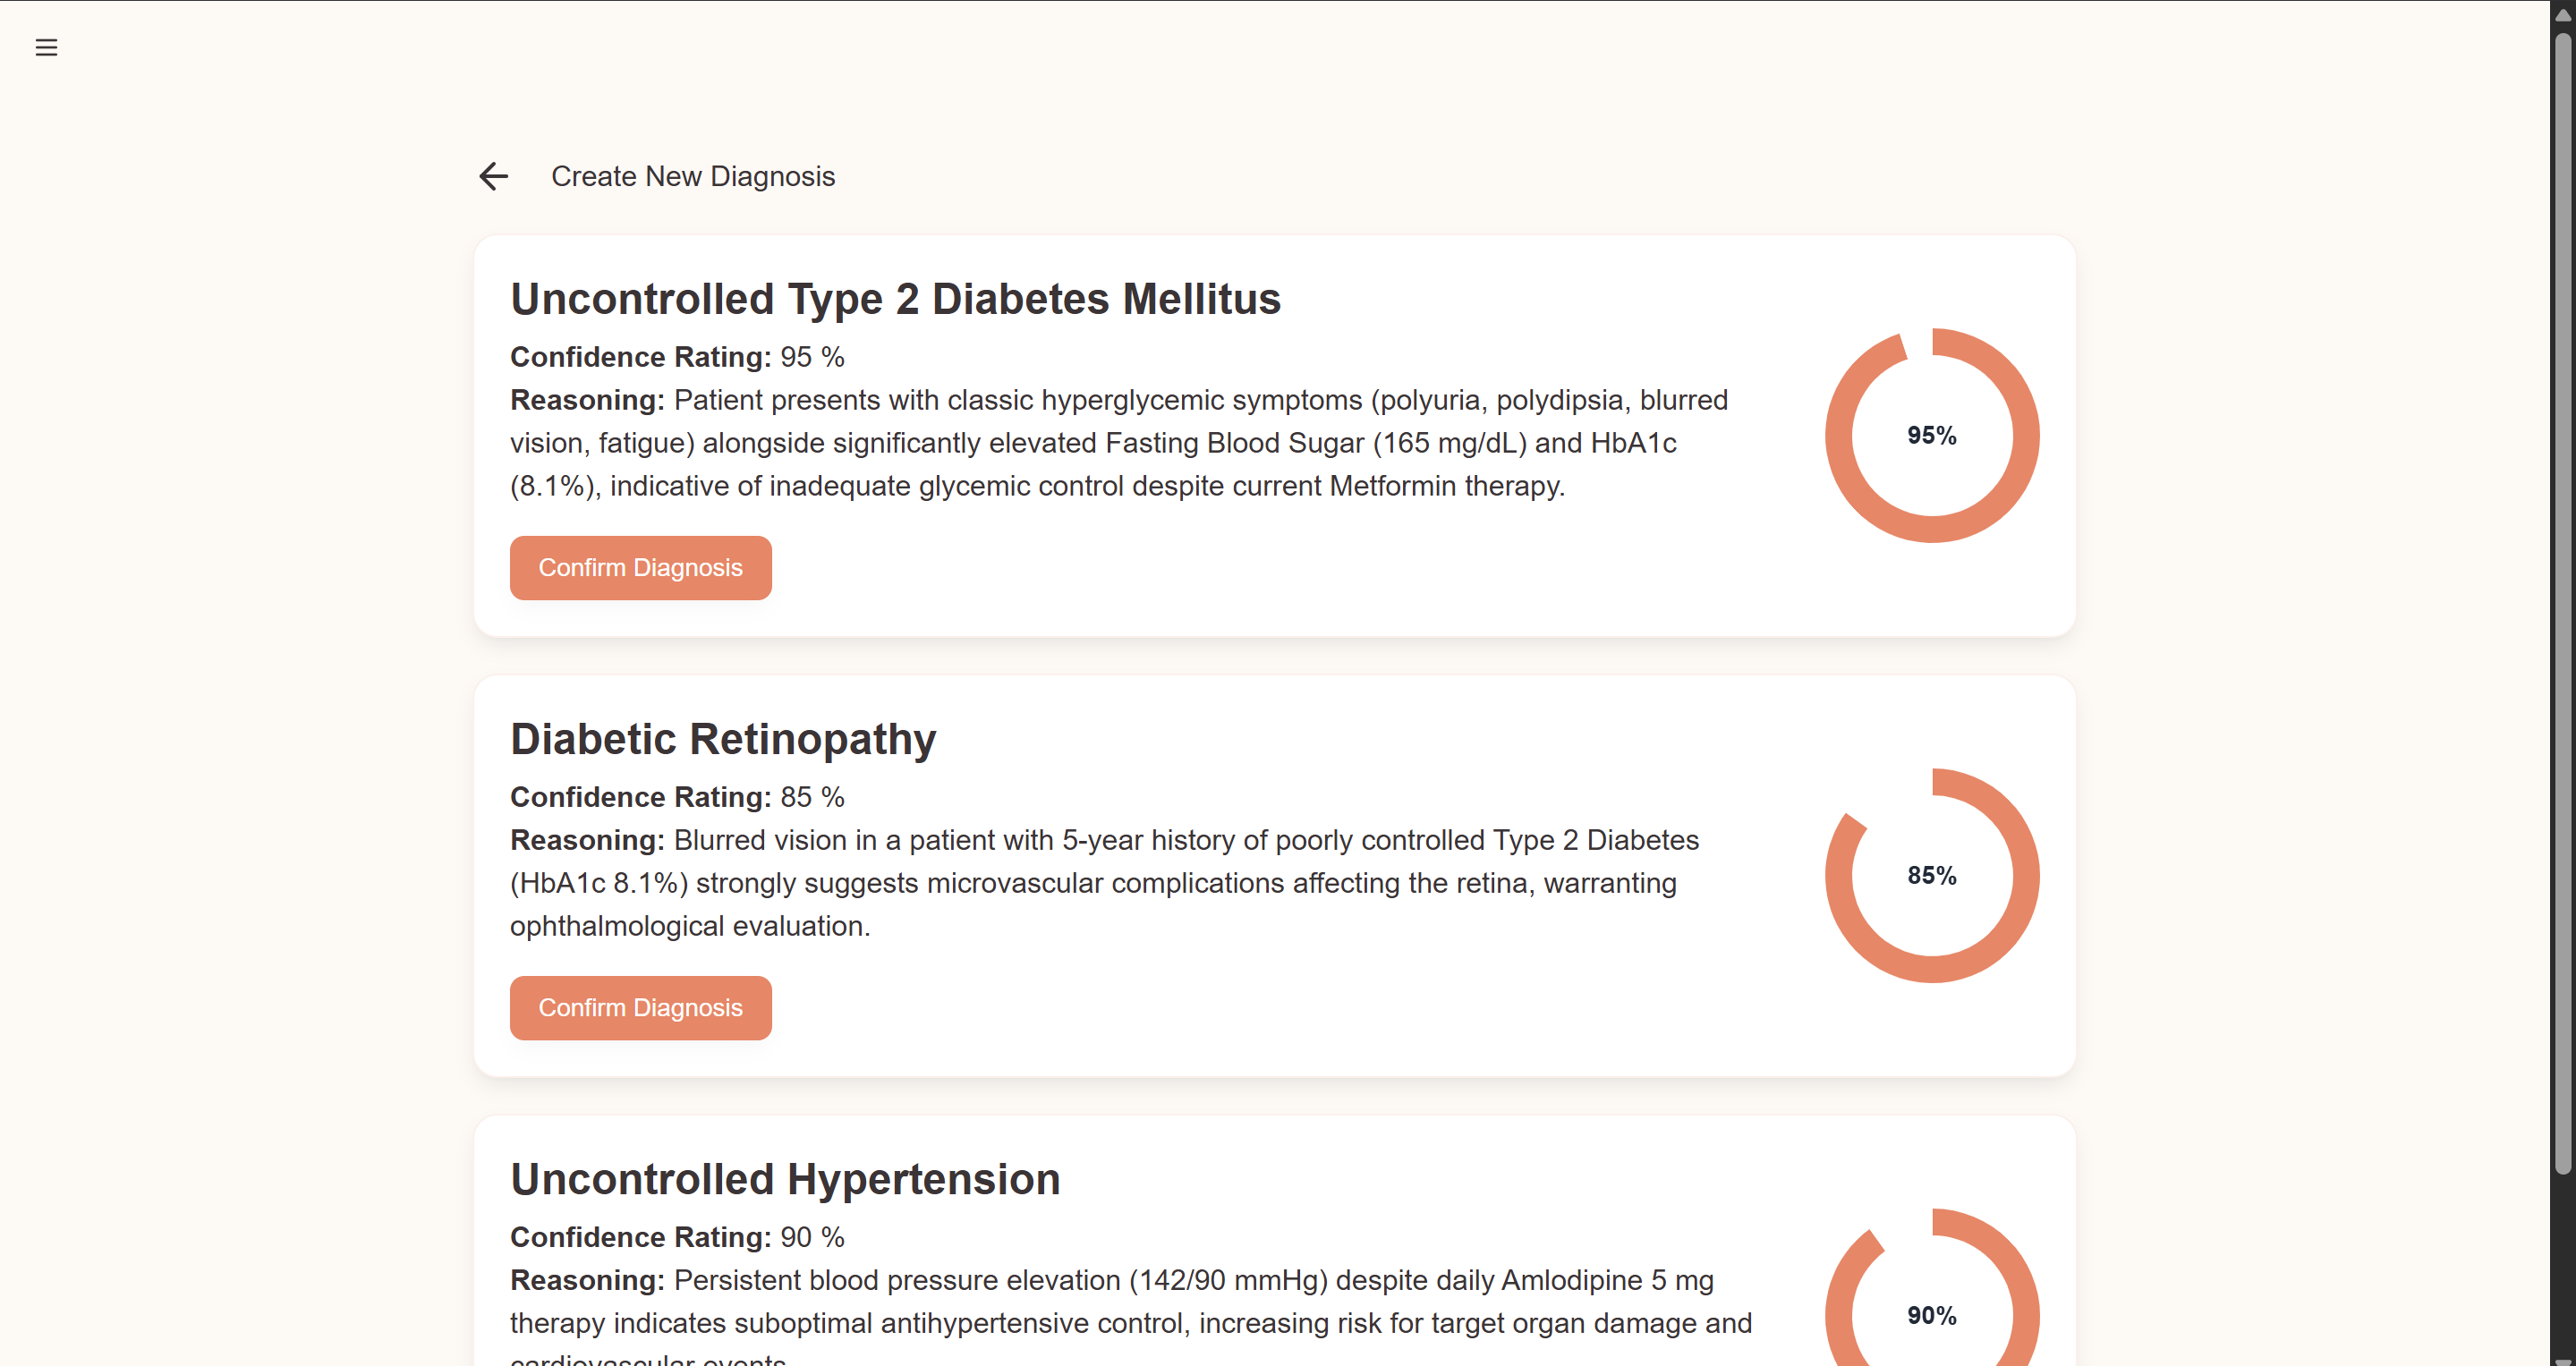 Create New Diagnosis
Uncontrolled Type 2 Diabetes Mellitus
Confidence Rating: 95 %
Reasoning: Patient presents with classic hyperglycemic symptoms (polyuria, polydipsia, blurred
vision, fatigue) alongside significantly elevated Fasting Blood Sugar (165 mg/dL) and HbA1c
(8.1%), indicative of inadequate glycemic control despite current Metformin therapy.
95%
Confirm Diagnosis
Diabetic Retinopathy
Confidence Rating: 85 %
Reasoning: Blurred vision in a patient with 5-year history of poorly controlled Type 2 Diabetes
(HbA1c 8.1%) strongly suggests microvascular complications affecting the retina, warranting
ophthalmological evaluation.
85%
Confirm Diagnosis
Uncontrolled Hypertension
Confidence Rating: 90 %
Reasoning: Persistent blood pressure elevation (142/90 mmHg) despite daily Amlodipine 5 mg
therapy indicates suboptimal antihypertensive control, increasing risk for target organ damage and
cardiovascular events.
90%